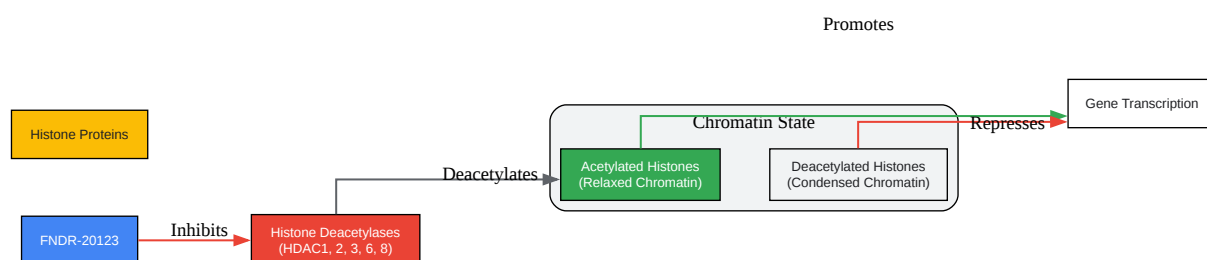 Promotes
Gene Transcription
Histone Proteins
Chromatin State
Represses
Acetylated Histones
(Relaxed Chromatin)
Deacetylated Histones
(Condensed Chromatin)
Deacetylates
FNDR-20123
Inhibits
Histone Deacetylases
(HDAC1, 2, 3, 6, 8)